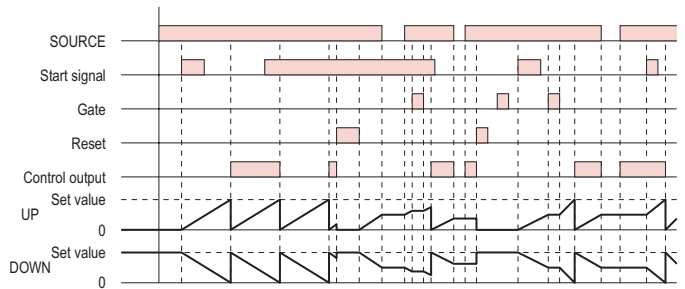 SOURCE
Start signal
Gate
Reset
Control output
UP
Set value
0
DOWN
Set value
0